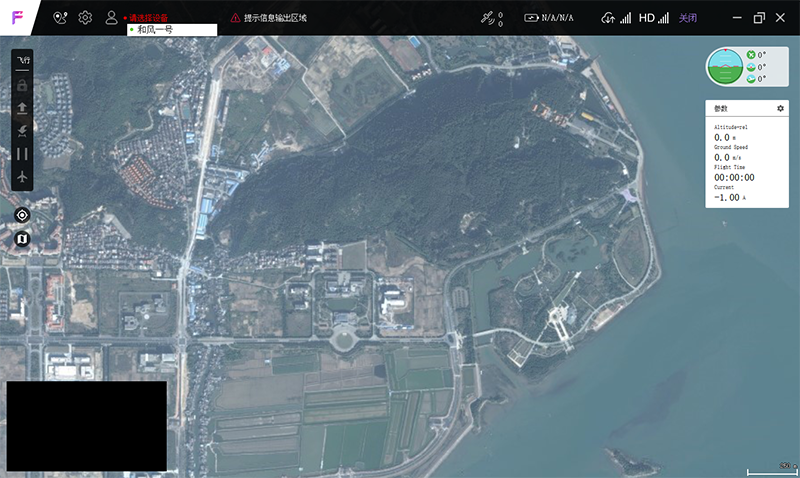 请选择设备
和风一号
提示信息输出区域
0
0
N/A/N/A
HD
关闭
飞行
0°
0°
0°
参数
Altitude-rel
0.0 m
Ground Speed
0.0 m/s
Flight Time
00:00:00
Current
-1.00 A
250 m